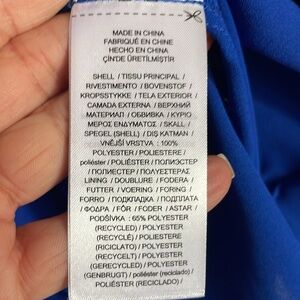 MADE IN CHINA
FABRIQUÉ EN CHINE
HECHO EN CHINA
ÇİN'DE ÜRETİLMİŞTİR
SHELL / TISSU PRINCIPAL /
RIVESTIMENTO / BOVENSTOF /
KROPSSTYKKE / TELA EXTERIOR /
CAMADA EXTERNA / ВЕРХНИЙ
МАТЕРИАЛ / ОБВИВКА / ΚΥΡΙΟ
ΜΕΡΟΣ ΕΝΔΥΜΑΤΟΣ / SKALL /
SPEGEL (SHELL) / DIŞ KATMAN /
VNĚJŠÍ VRSTVA : 100%
POLYESTER / POLIESTERE /
poliéster / POLIÉSTER / ПОЛИЭСТЕР
/ ПОЛИЕСТЕР / ΠΟΛΥΕΣΤΕΡΑΣ
LINING / DOUBLURE / FODERA /
FUTTER / VOERING / FORING /
FORRO / ПОДКЛАДКА / ПОДПЛАТА
/ ΦΟΔΡΑ / FÔR / FODER / ASTAR /
PODŠÍVKA : 65% POLYESTER
(RECYCLED) / POLYESTER
(RECYCLÉ) / POLIESTERE
(RICICLATO) / POLYESTER
(RECYCELT) / POLYESTER
(GERECYCLED) / POLYESTER
(GENBRUGT) / poliéster (reciclado) /
POLIÉSTER (RECICLADO) /